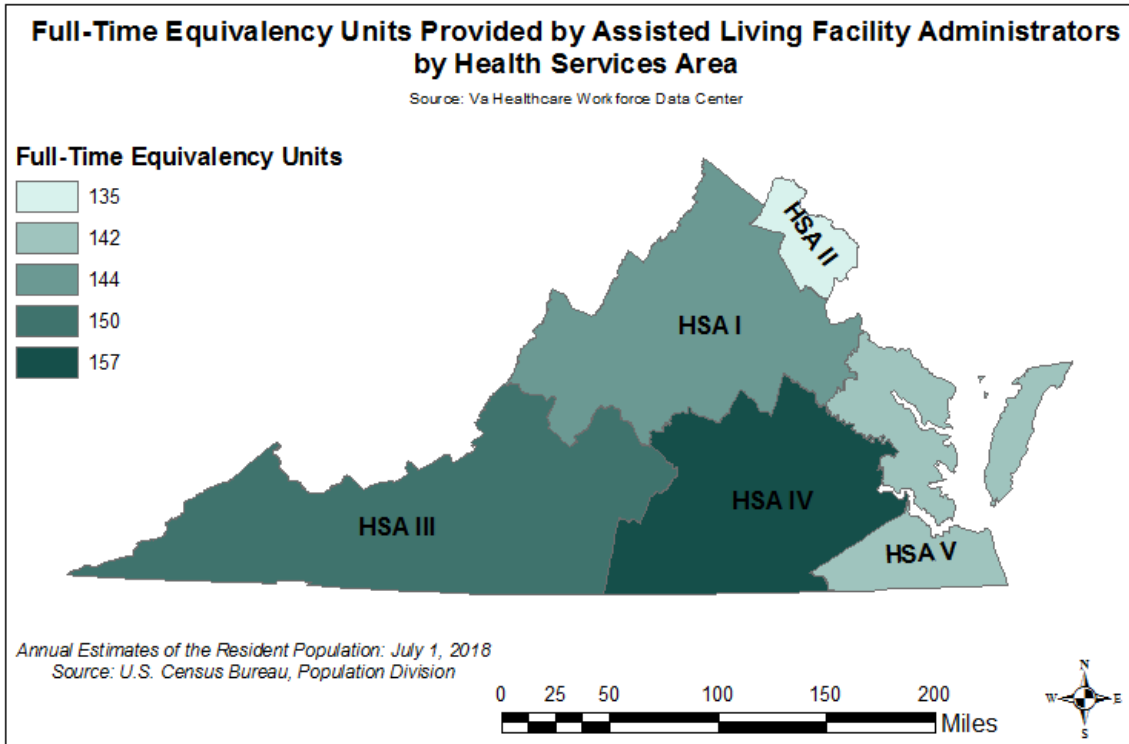 Full-Time Equivalency Units Provided by Assisted Living Facility Administrators
by Health Services Area
Source: Va Healthcare Workforce Data Center
Full-Time Equivalency Units
135
142
144
150
157
HSA II
HSA I
HSA IV
HSA III
HSA V
Annual Estimates of the Resident Population: July 1, 2018
Source: U.S. Census Bureau, Population Division
0 25 50 100 150 200
Miles
N
W E
S